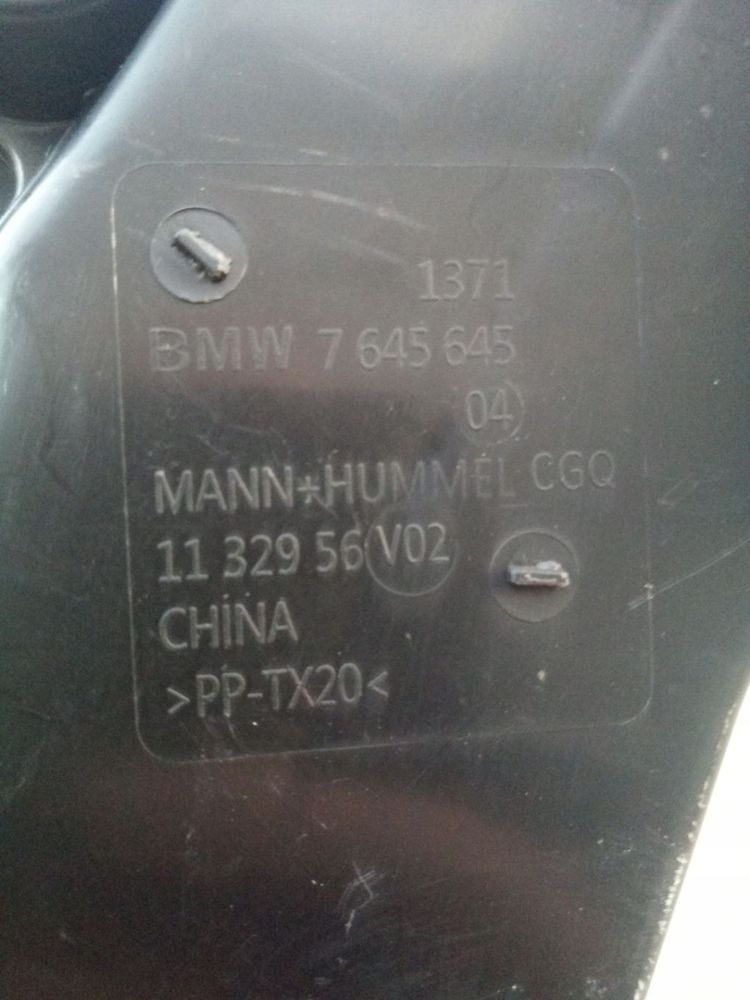 1371
BMW 7 645 645
04
MANN+HUMMEL CGQ
11 329 56 V02
CHINA
>PP-TX20<